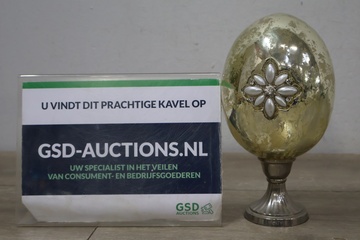 U VINDT DIT PRACHTIGE KAVEL OP
GSD-AUCTIONS.NL
UW SPECIALIST IN HET VEILEN
VAN CONSUMENT- EN BEDRIJFSGOEDEREN
GSD
AUCTIONS